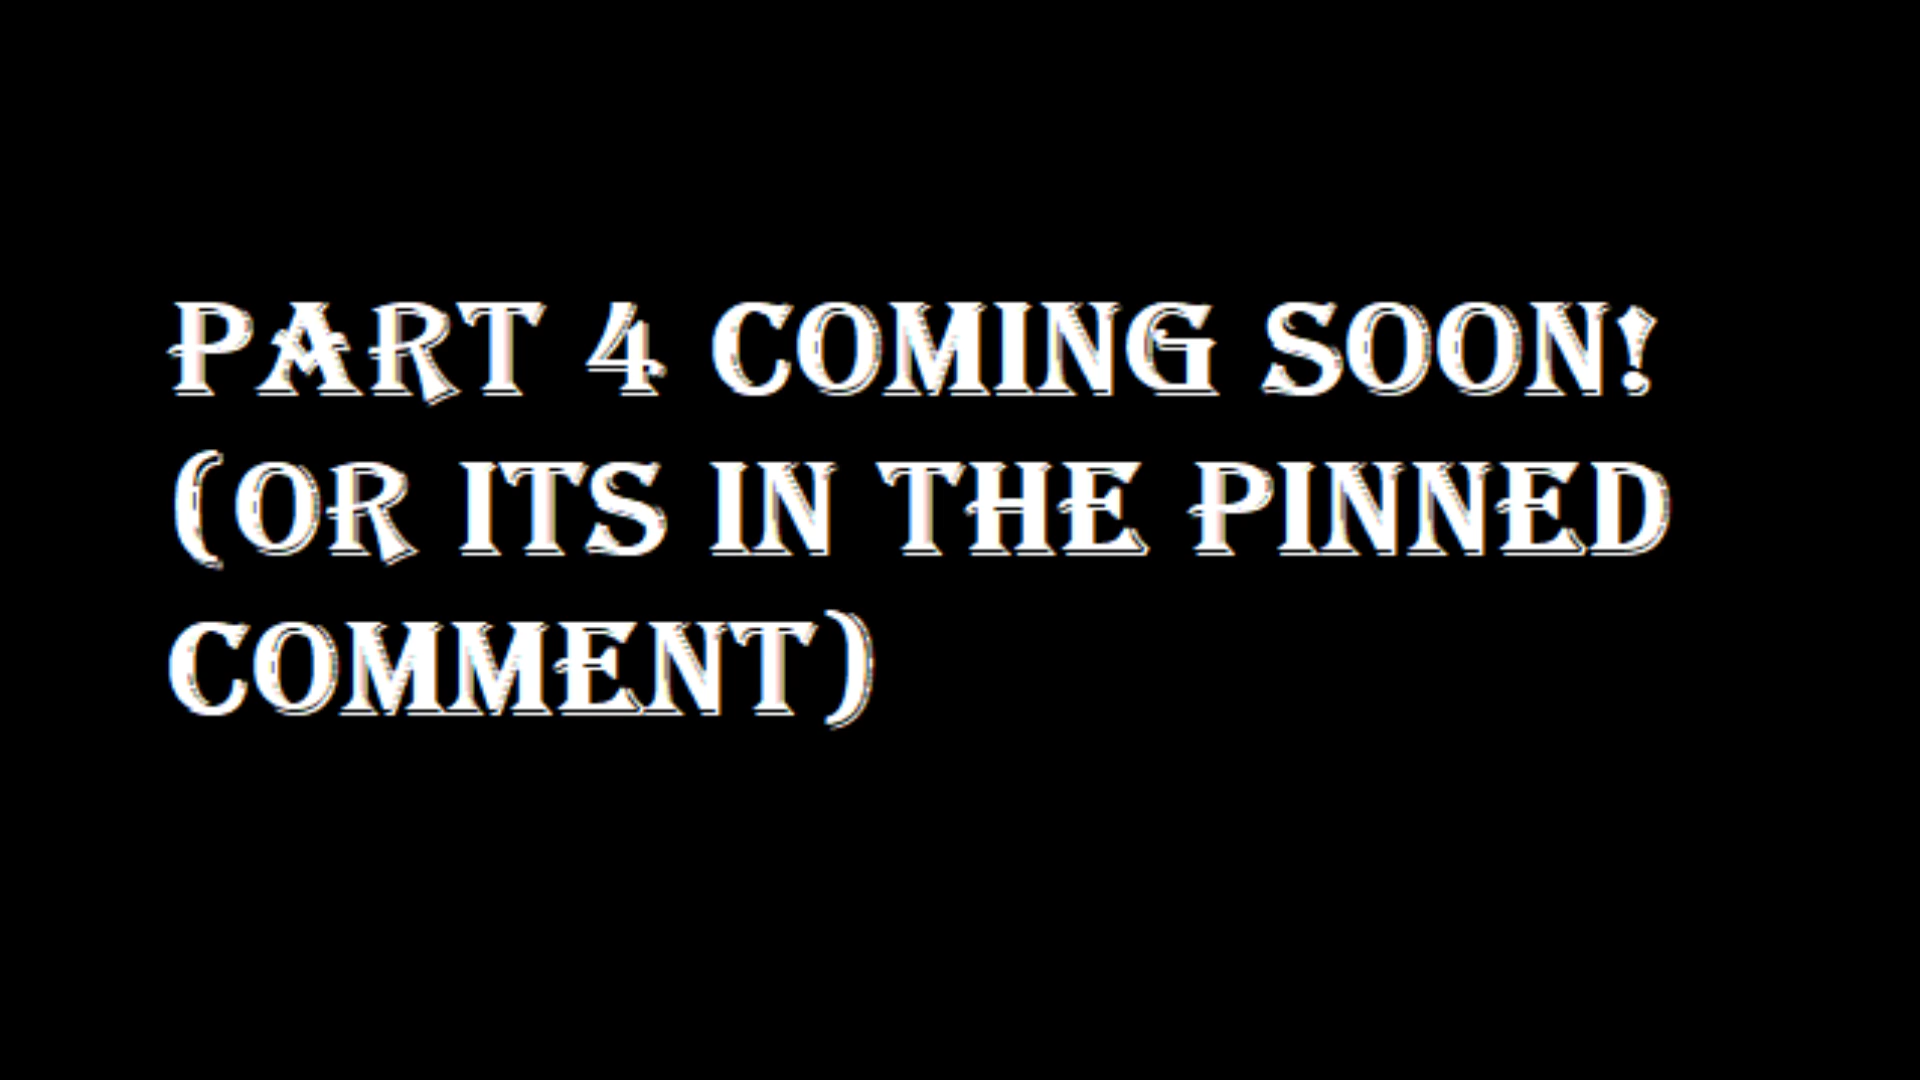 PART 4 COMING SOON!
(OR ITS IN THE PINNED
COMMENT)